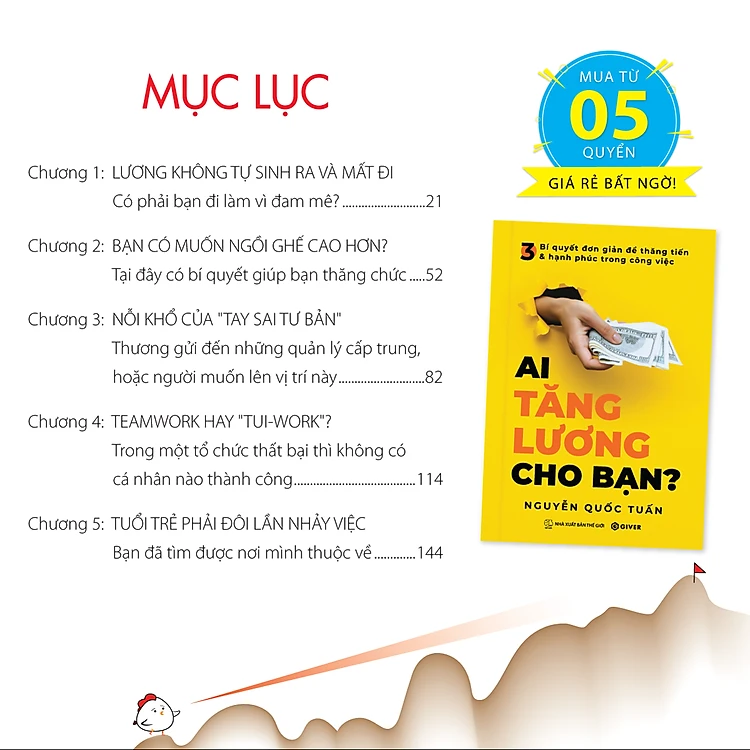 MỤC LỤC
Chương 1: LƯƠNG KHÔNG TỰ SINH RA VÀ MẤT ĐI
Có phải bạn đi làm vì đam mê?..........................21
Chương 2: BẠN CÓ MUỐN NGỒI GHẾ CAO HƠN?
Tại đây có bí quyết giúp bạn thăng chức.....52
Chương 3: NỖI KHỔ CỦA "TAY SAI TƯ BẢN"
Thương gửi đến những quản lý cấp trung,
hoặc người muốn lên vị trí này...........................82
Chương 4: TEAMWORK HAY "TUI-WORK"?
Trong một tổ chức thất bại thì không có
cá nhân nào thành công......................................114
Chương 5: TUỔI TRẺ PHẢI ĐÔI LẦN NHẢY VIỆC
Bạn đã tìm được nơi mình thuộc về.............144
MUA TỪ
05
QUYỂN
GIÁ RẺ BẤT NGỜ!
3 Bí quyết đơn giản để thăng tiến
& hạnh phúc trong công việc
AI
TĂNG
LƯƠNG
CHO BẠN?
NGUYỄN QUỐC TUẤN
NHÀ XUẤT BẢN THẾ GIỚI GIVER